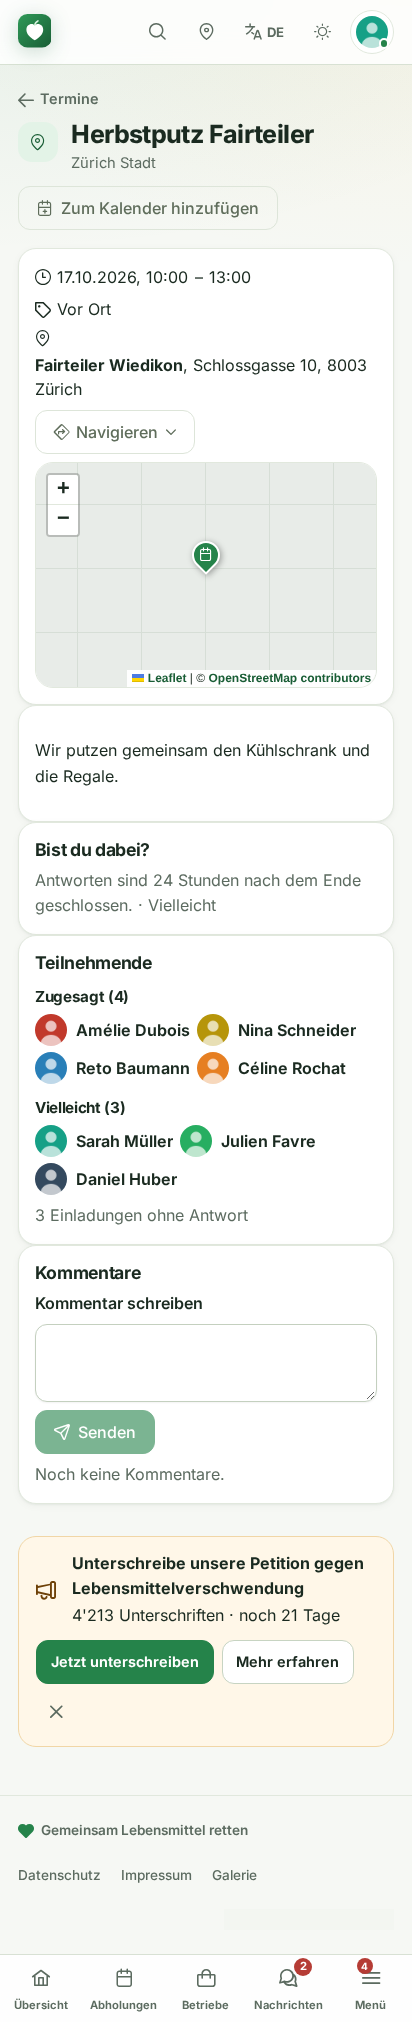 DE
Termine
Herbstputz Fairteiler
Zürich Stadt
Zum Kalender hinzufügen
17.10.2026, 10:00 – 13:00
Vor Ort
Fairteiler Wiedikon, Schlossgasse 10, 8003
Zürich
Navigieren
+
−
Leaflet | © OpenStreetMap contributors
Wir putzen gemeinsam den Kühlschrank und
die Regale.
Bist du dabei?
Antworten sind 24 Stunden nach dem Ende
geschlossen. · Vielleicht
Teilnehmende
Zugesagt (4)
Amélie Dubois Nina Schneider
Reto Baumann Céline Rochat
Vielleicht (3)
Sarah Müller Julien Favre
Daniel Huber
3 Einladungen ohne Antwort
Kommentare
Kommentar schreiben
Senden
Noch keine Kommentare.
Unterschreibe unsere Petition gegen
Lebensmittelverschwendung
4'213 Unterschriften · noch 21 Tage
Jetzt unterschreiben Mehr erfahren
Gemeinsam Lebensmittel retten
Datenschutz Impressum Galerie
2 4
Übersicht Abholungen Betriebe Nachrichten Menü